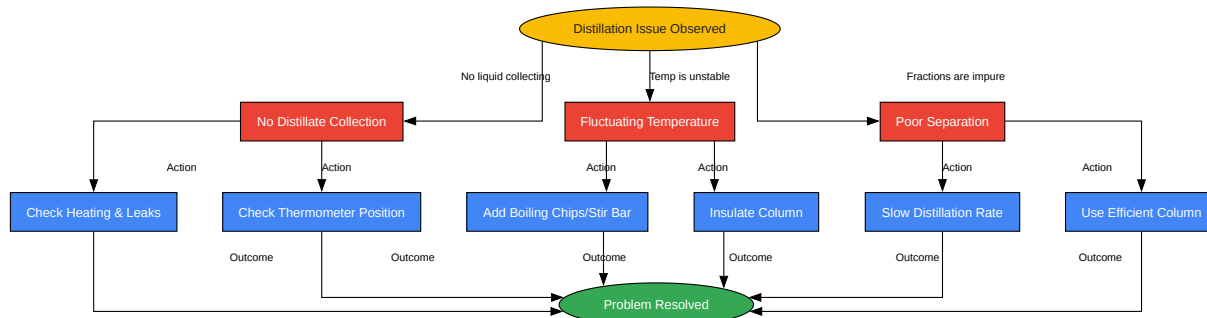 Distillation Issue Observed
No liquid collecting
Temp is unstable
Fractions are impure
No Distillate Collection
Fluctuating Temperature
Poor Separation
Action
Action
Action
Action
Action
Action
Check Heating & Leaks
Check Thermometer Position
Add Boiling Chips/Stir Bar
Insulate Column
Slow Distillation Rate
Use Efficient Column
Outcome
Outcome
Outcome
Outcome
Outcome
Outcome
Problem Resolved